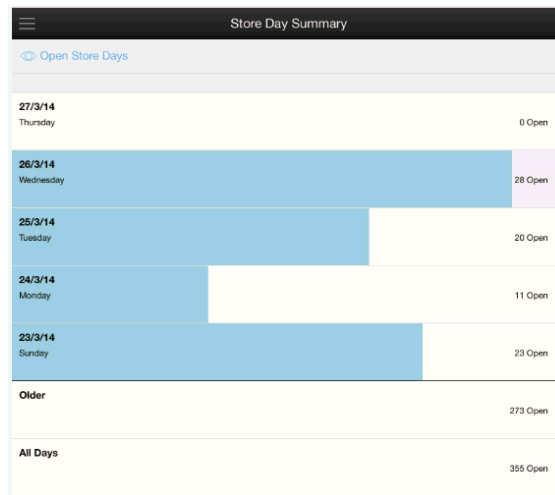 Store Day Summary
Open Store Days
27/3/14
Thursday
0 Open
26/3/14
Wednesday
28 Open
25/3/14
Tuesday
20 Open
24/3/14
Monday
11 Open
23/3/14
Sunday
23 Open
Older
273 Open
All Days
355 Open